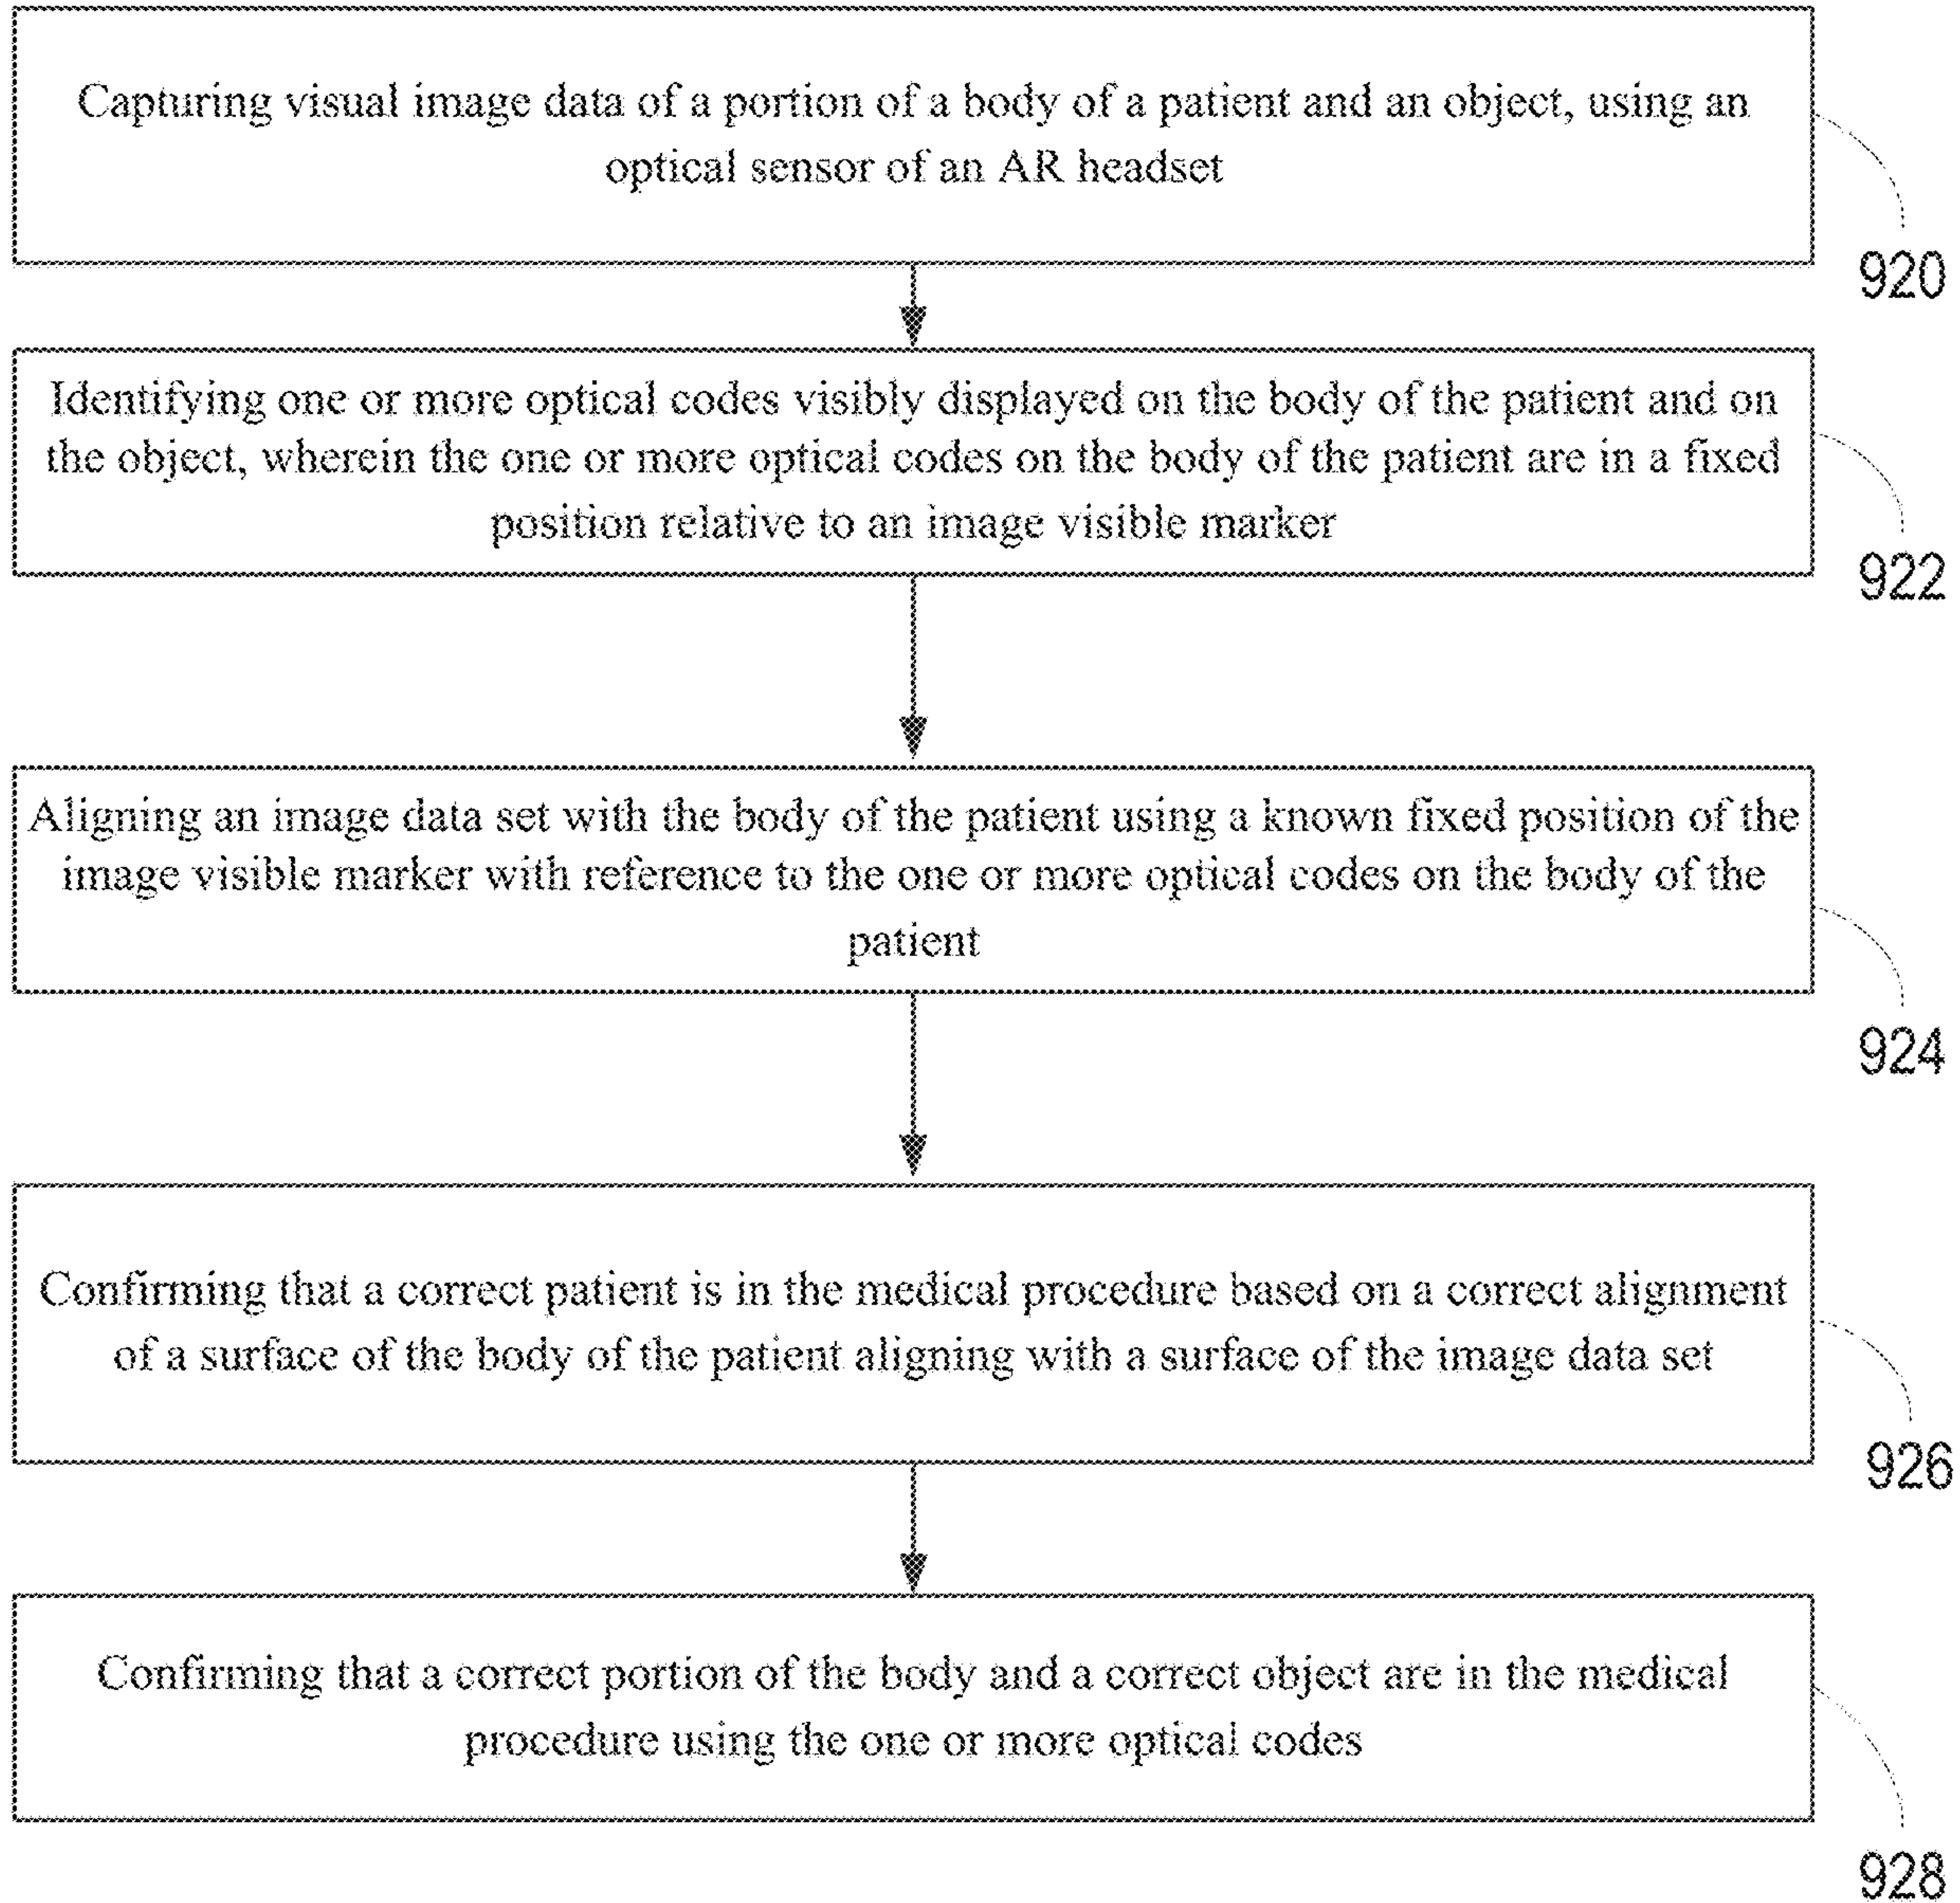 Capturing visual image data of a portion of a body of a patient and an object, using an
optical sensor of an AR headset
920
Identifying one or more optical codes visibly displayed on the body of the patient and on
the object, wherein the one or more optical codes on the body of the patient are in a fixed
position relative to an image visible marker
922
Aligning an image data set with the body of the patient using a known fixed position of the
image visible marker with reference to the one or more optical codes on the body of the
patient
924
Confirming that a correct patient is in the medical procedure based on a correct alignment
of a surface of the body of the patient aligning with a surface of the image data set
926
Confirming that a correct portion of the body and a correct object are in the medical
procedure using the one or more optical codes
928